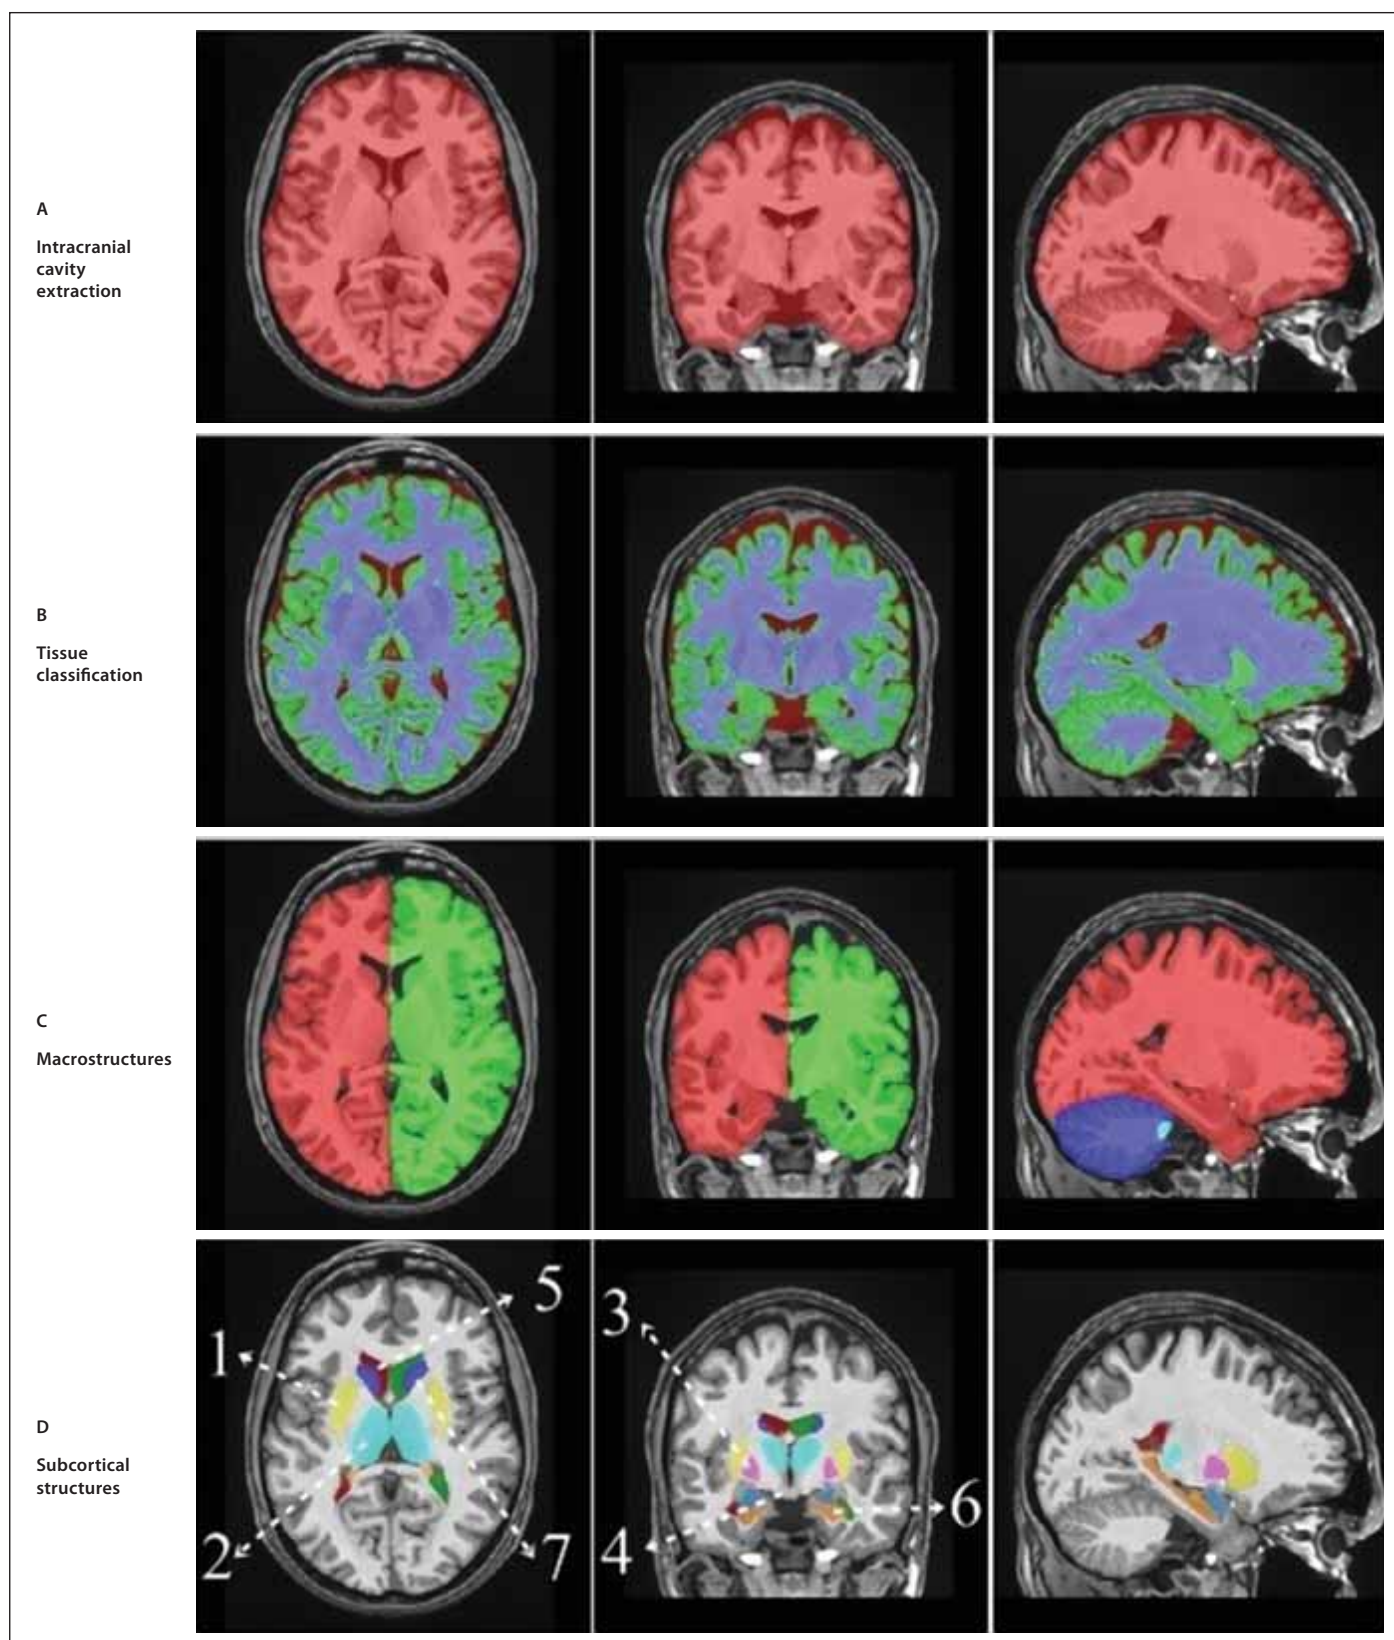 A
Intracranial
cavity
extraction
B
Tissue
classification
C
Macrostructures
D
Subcortical
structures
5
1
3
2
7
4
6